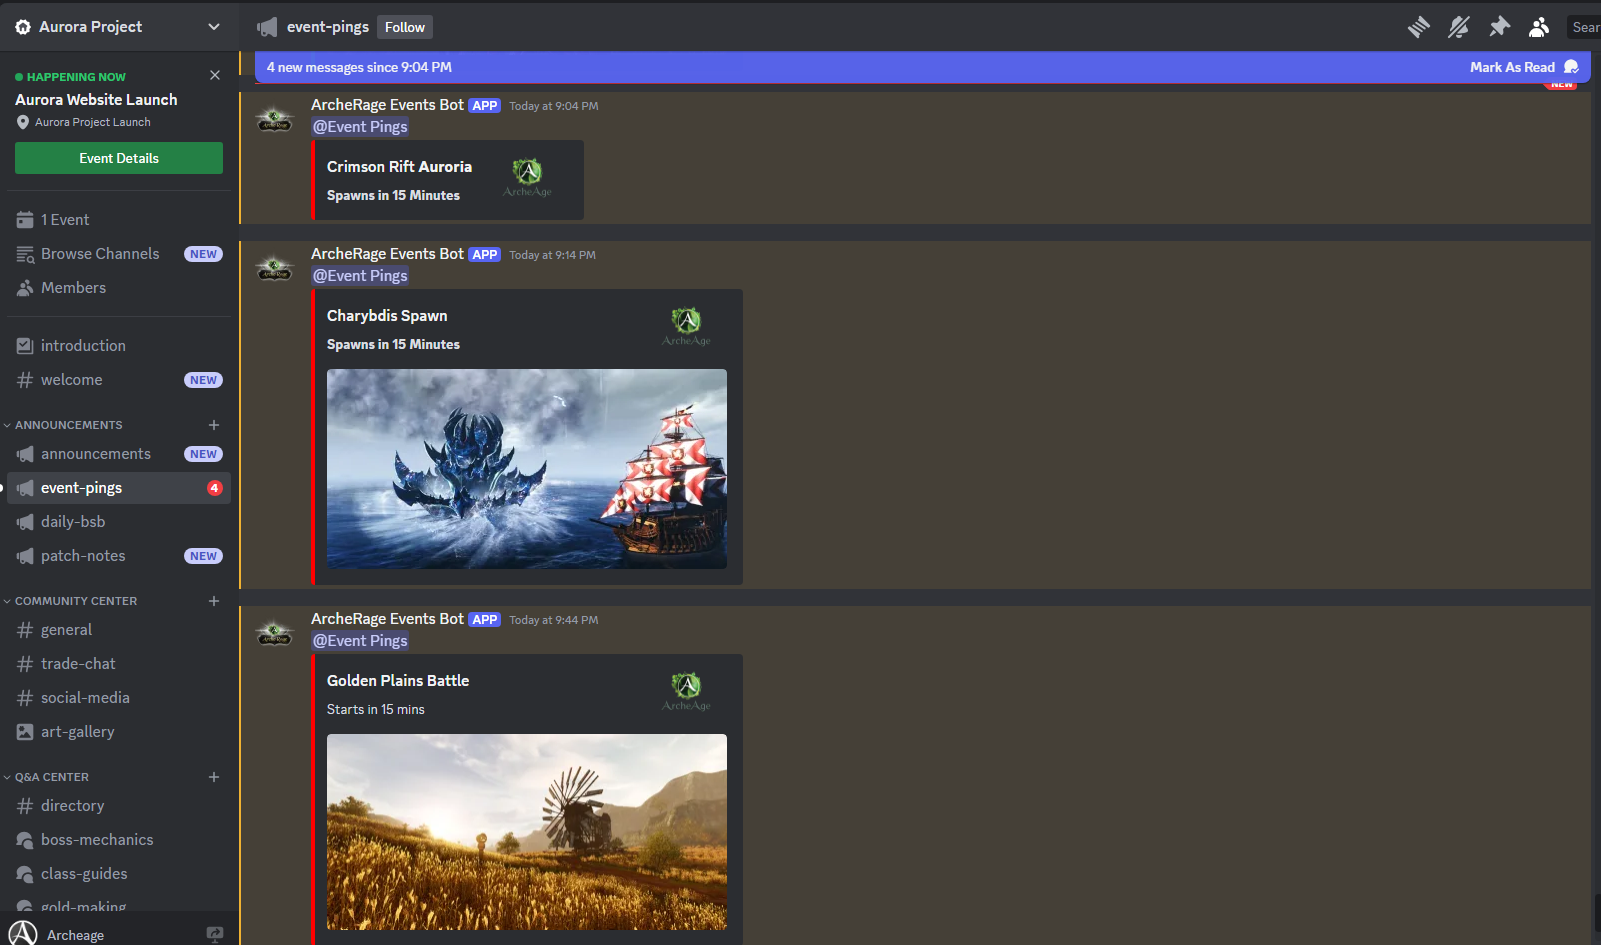 Aurora Project
HAPPENING NOW
Aurora Website Launch
Aurora Project Launch
Event Details
1 Event
Browse Channels
NEW
Members
introduction
welcome
NEW
ANNOUNCEMENTS
announcements
NEW
event-pings
4
daily-bsb
patch-notes
NEW
COMMUNITY CENTER
general
trade-chat
social-media
art-gallery
Q&A CENTER
directory
boss-mechanics
class-guides
gold-making
Archeage
event-pings
Follow
Sear
4 new messages since 9:04 PM
Mark As Read
NEW
ArcheRage Events Bot APP Today at 9:04 PM
@Event Pings
Crimson Rift Auroria
Spawns in 15 Minutes
ArcheAge
ArcheRage Events Bot APP Today at 9:14 PM
@Event Pings
Charybdis Spawn
Spawns in 15 Minutes
ArcheAge
ArcheRage Events Bot APP Today at 9:44 PM
@Event Pings
Golden Plains Battle
Starts in 15 mins
ArcheAge